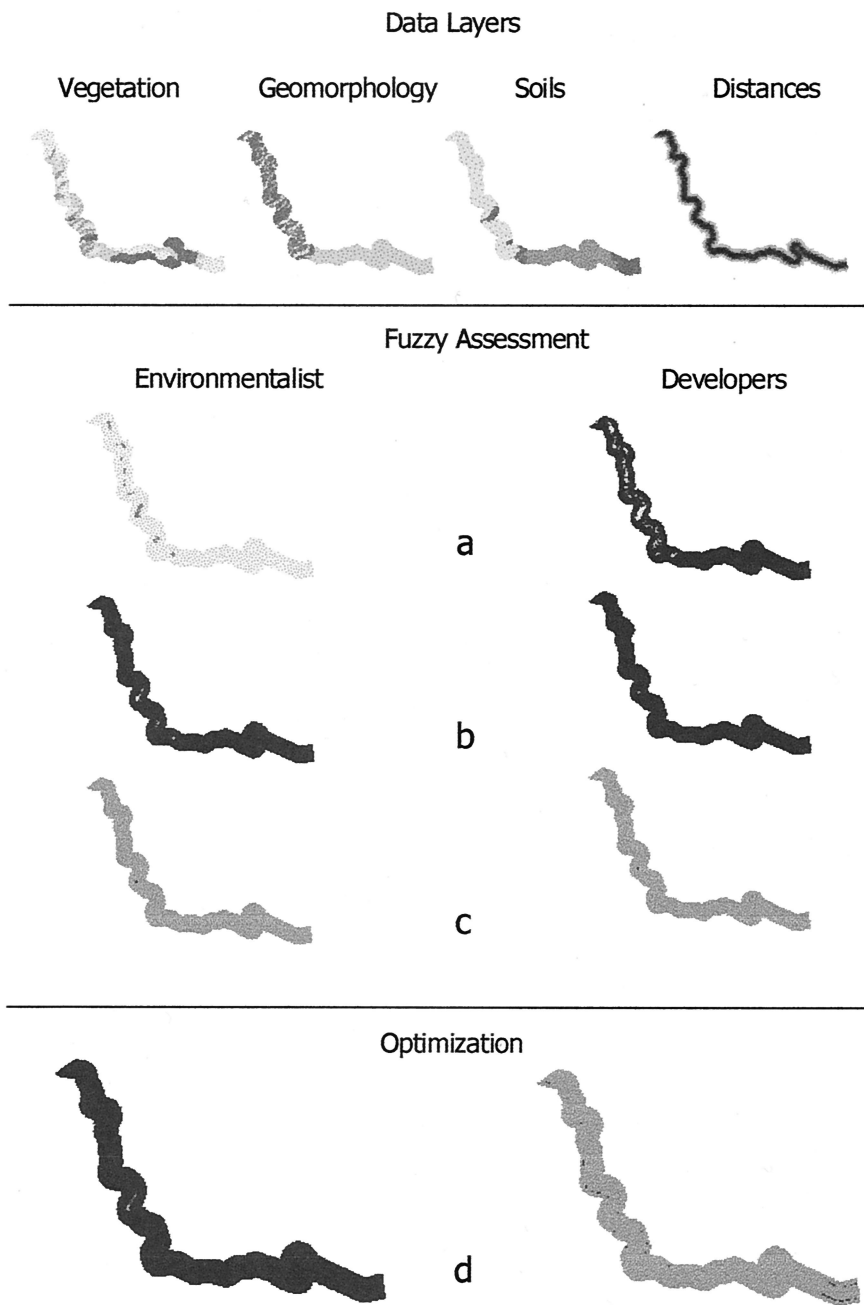 Data Layers
Vegetation Geomorphology Soils Distances
Fuzzy Assessment
Environmentalist Developers
a
b
c
Optimization
d